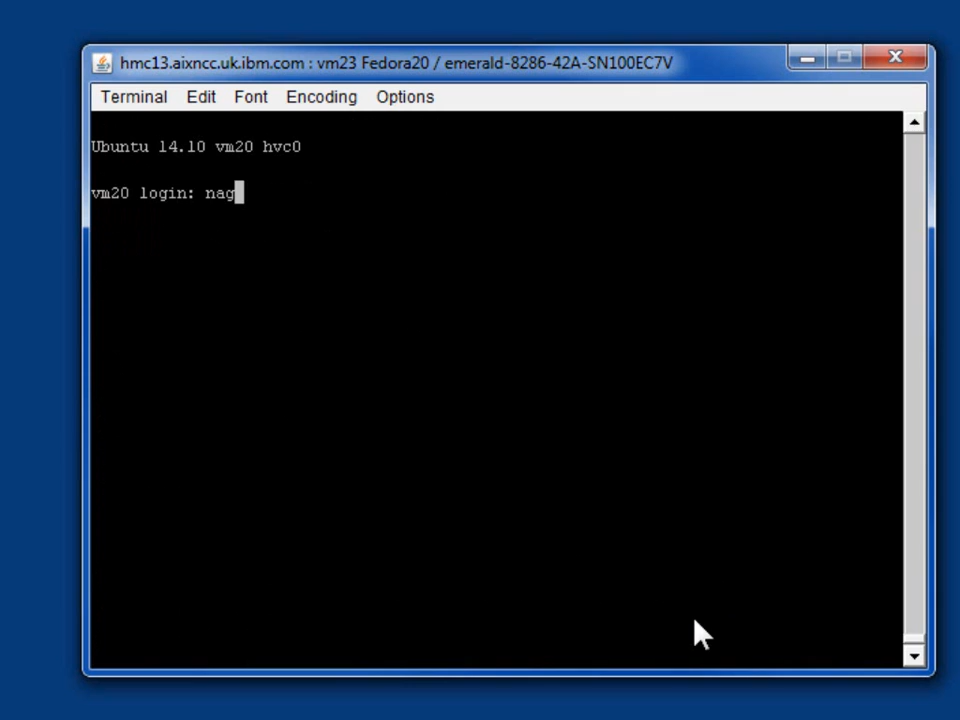 hmc13.aixncc.uk.ibm.com : vm23 Fedora20 / emerald-8286-42A-SN100EC7V
Terminal Edit Font Encoding Options
Ubuntu 14.10 vm20 hvc0
vm20 login: nag